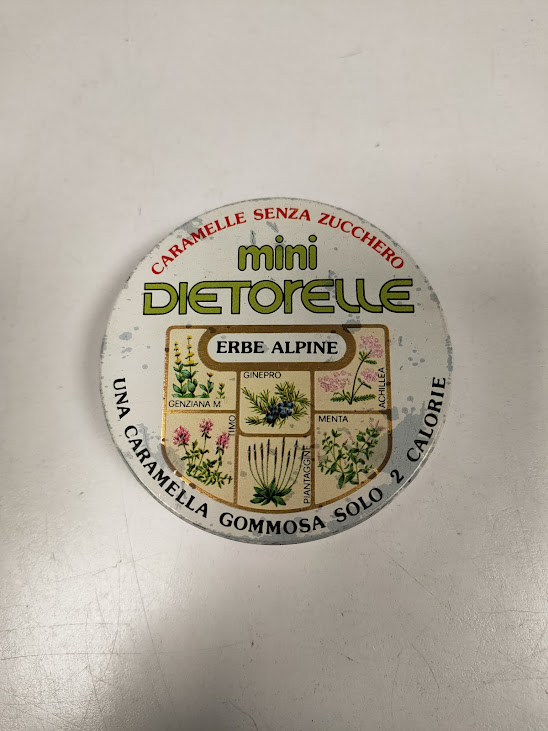 CARAMELLE SENZA ZUCCHERO
mini
DIETORELLE
ERBE ALPINE
GENZIANA M
GINEPRO
ACHILLEA
TIMO
PIANTAGGINE
MENTA
UNA CARAMELLA GOMMOSA SOLO 2 CALORIE